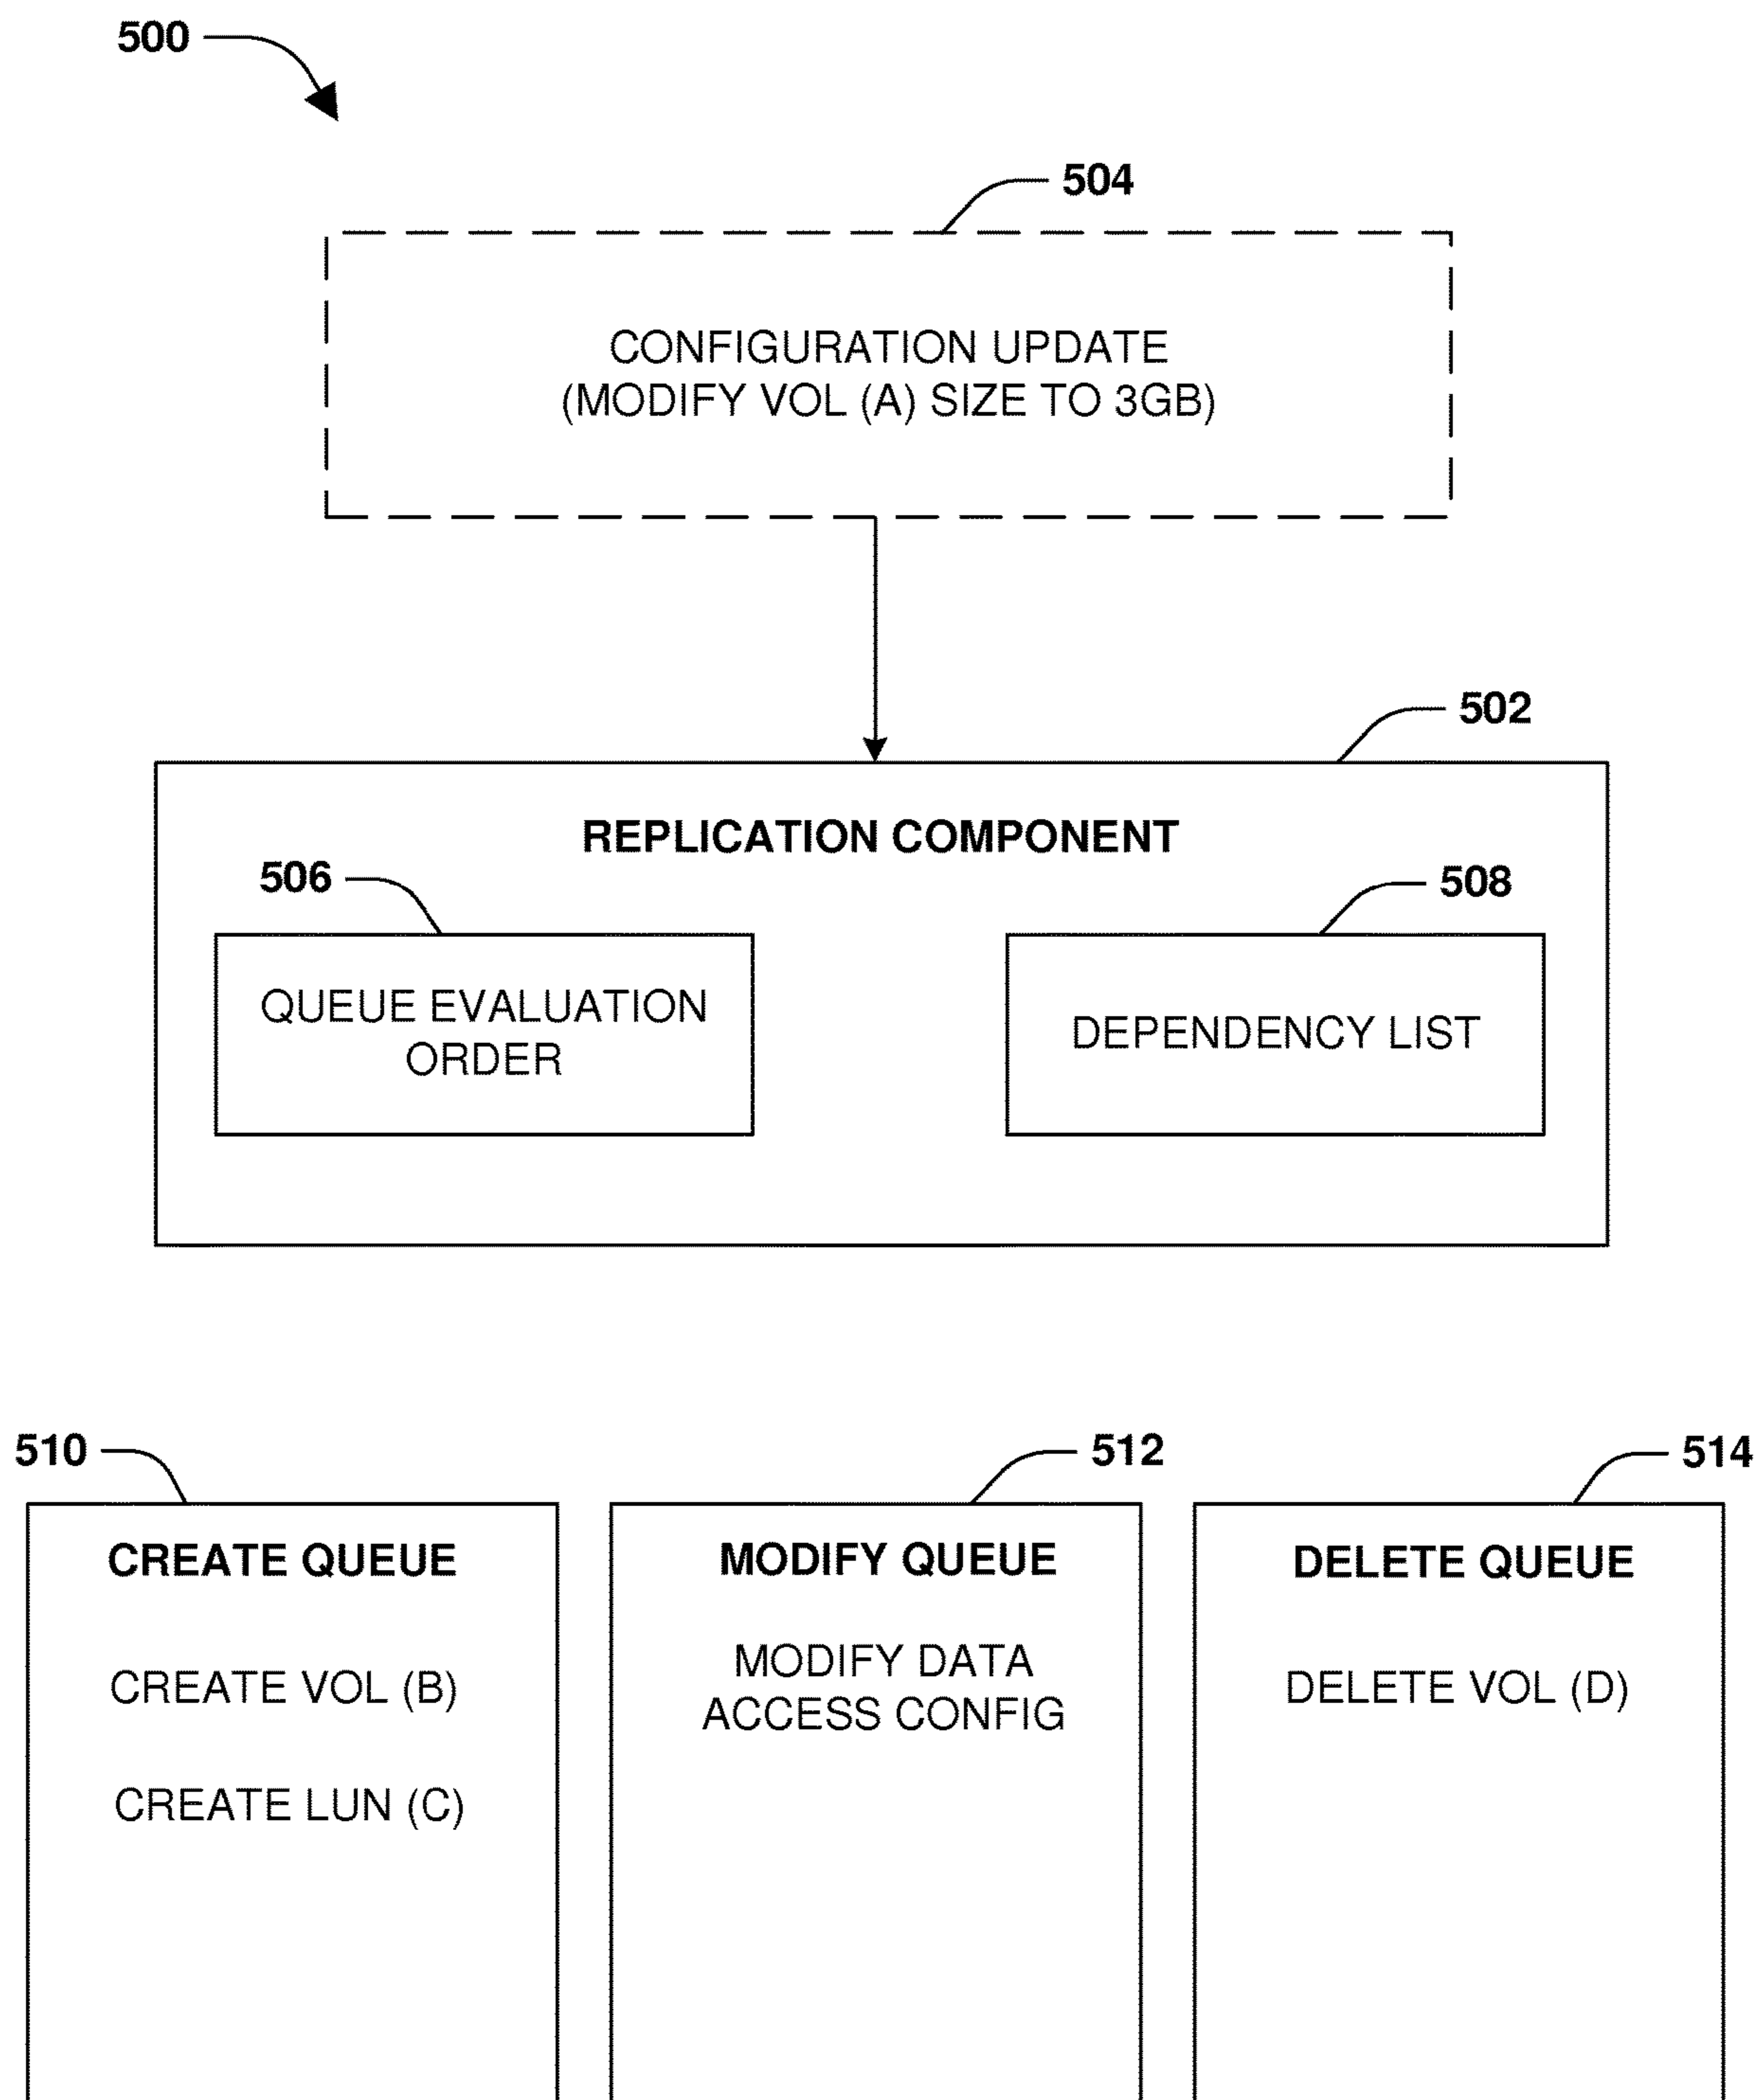 500
504
CONFIGURATION UPDATE
(MODIFY VOL (A) SIZE TO 3GB)
502
REPLICATION COMPONENT
506
508
QUEUE EVALUATION
ORDER
DEPENDENCY LIST
510
512
514
CREATE QUEUE
CREATE VOL (B)
CREATE LUN (C)
MODIFY QUEUE
MODIFY DATA
ACCESS CONFIG
DELETE QUEUE
DELETE VOL (D)